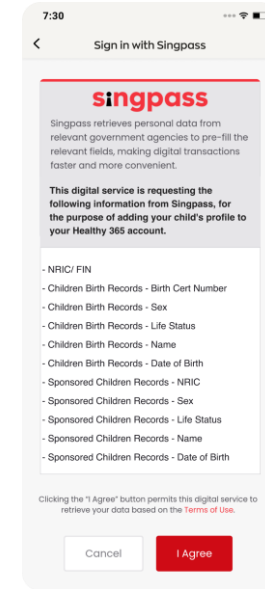 7:30
Sign in with Singpass
singpass
Singpass retrieves personal data from
relevant government agencies to pre-fill the
relevant fields, making digital transactions
faster and more convenient.
This digital service is requesting the
following information from Singpass, for
the purpose of adding your child's profile to
your Healthy 365 account.
- NRIC/ FIN
- Children Birth Records - Birth Cert Number
- Children Birth Records - Sex
- Children Birth Records - Life Status
- Children Birth Records - Name
- Children Birth Records - Date of Birth
- Sponsored Children Records - NRIC
- Sponsored Children Records - Sex
- Sponsored Children Records - Life Status
- Sponsored Children Records - Name
- Sponsored Children Records - Date of Birth
Clicking the "I Agree" button permits this digital service to
retrieve your data based on the Terms of Use.
Cancel
I Agree